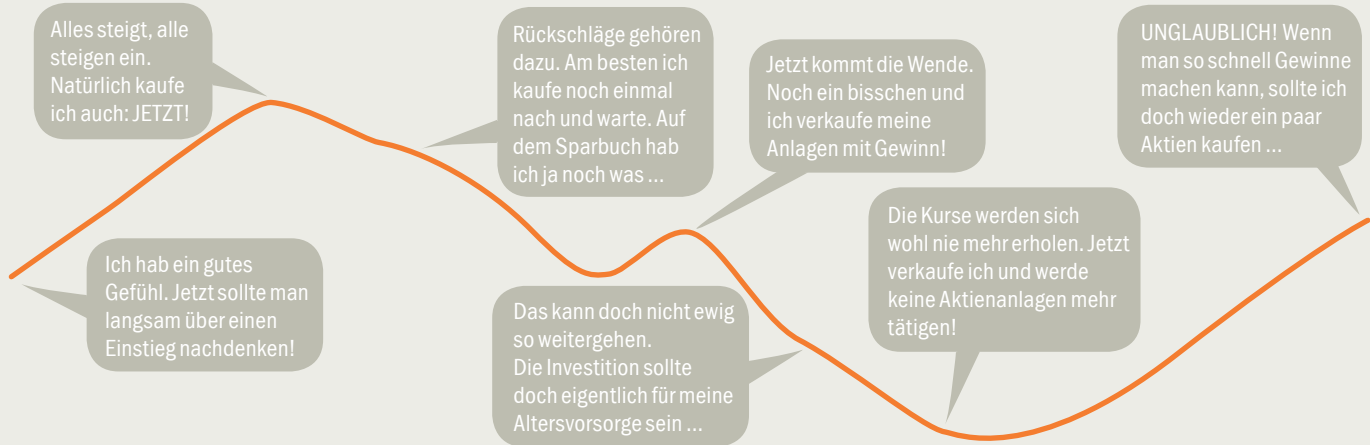 Alles steigt, alle
steigen ein.
Natürlich kaufe
ich auch: JETZT!
Ich hab ein gutes
Gefühl. Jetzt sollte man
langsam über einen
Einstieg nachdenken!
Rückschläge gehören
dazu. Am besten ich
kaufe noch einmal
nach und warte. Auf
dem Sparbuch hab
ich ja noch was ...
Jetzt kommt die Wende.
Noch ein bisschen und
ich verkaufe meine
Anlagen mit Gewinn!
Das kann doch nicht ewig
so weitergehen.
Die Investition sollte
doch eigentlich für meine
Altersvorsorge sein ...
Die Kurse werden sich
wohl nie mehr erholen. Jetzt
verkaufe ich und werde
keine Aktienanlagen mehr
tätigen!
UNGLAUBLICH! Wenn
man so schnell Gewinne
machen kann, sollte ich
doch wieder ein paar
Aktien kaufen ...